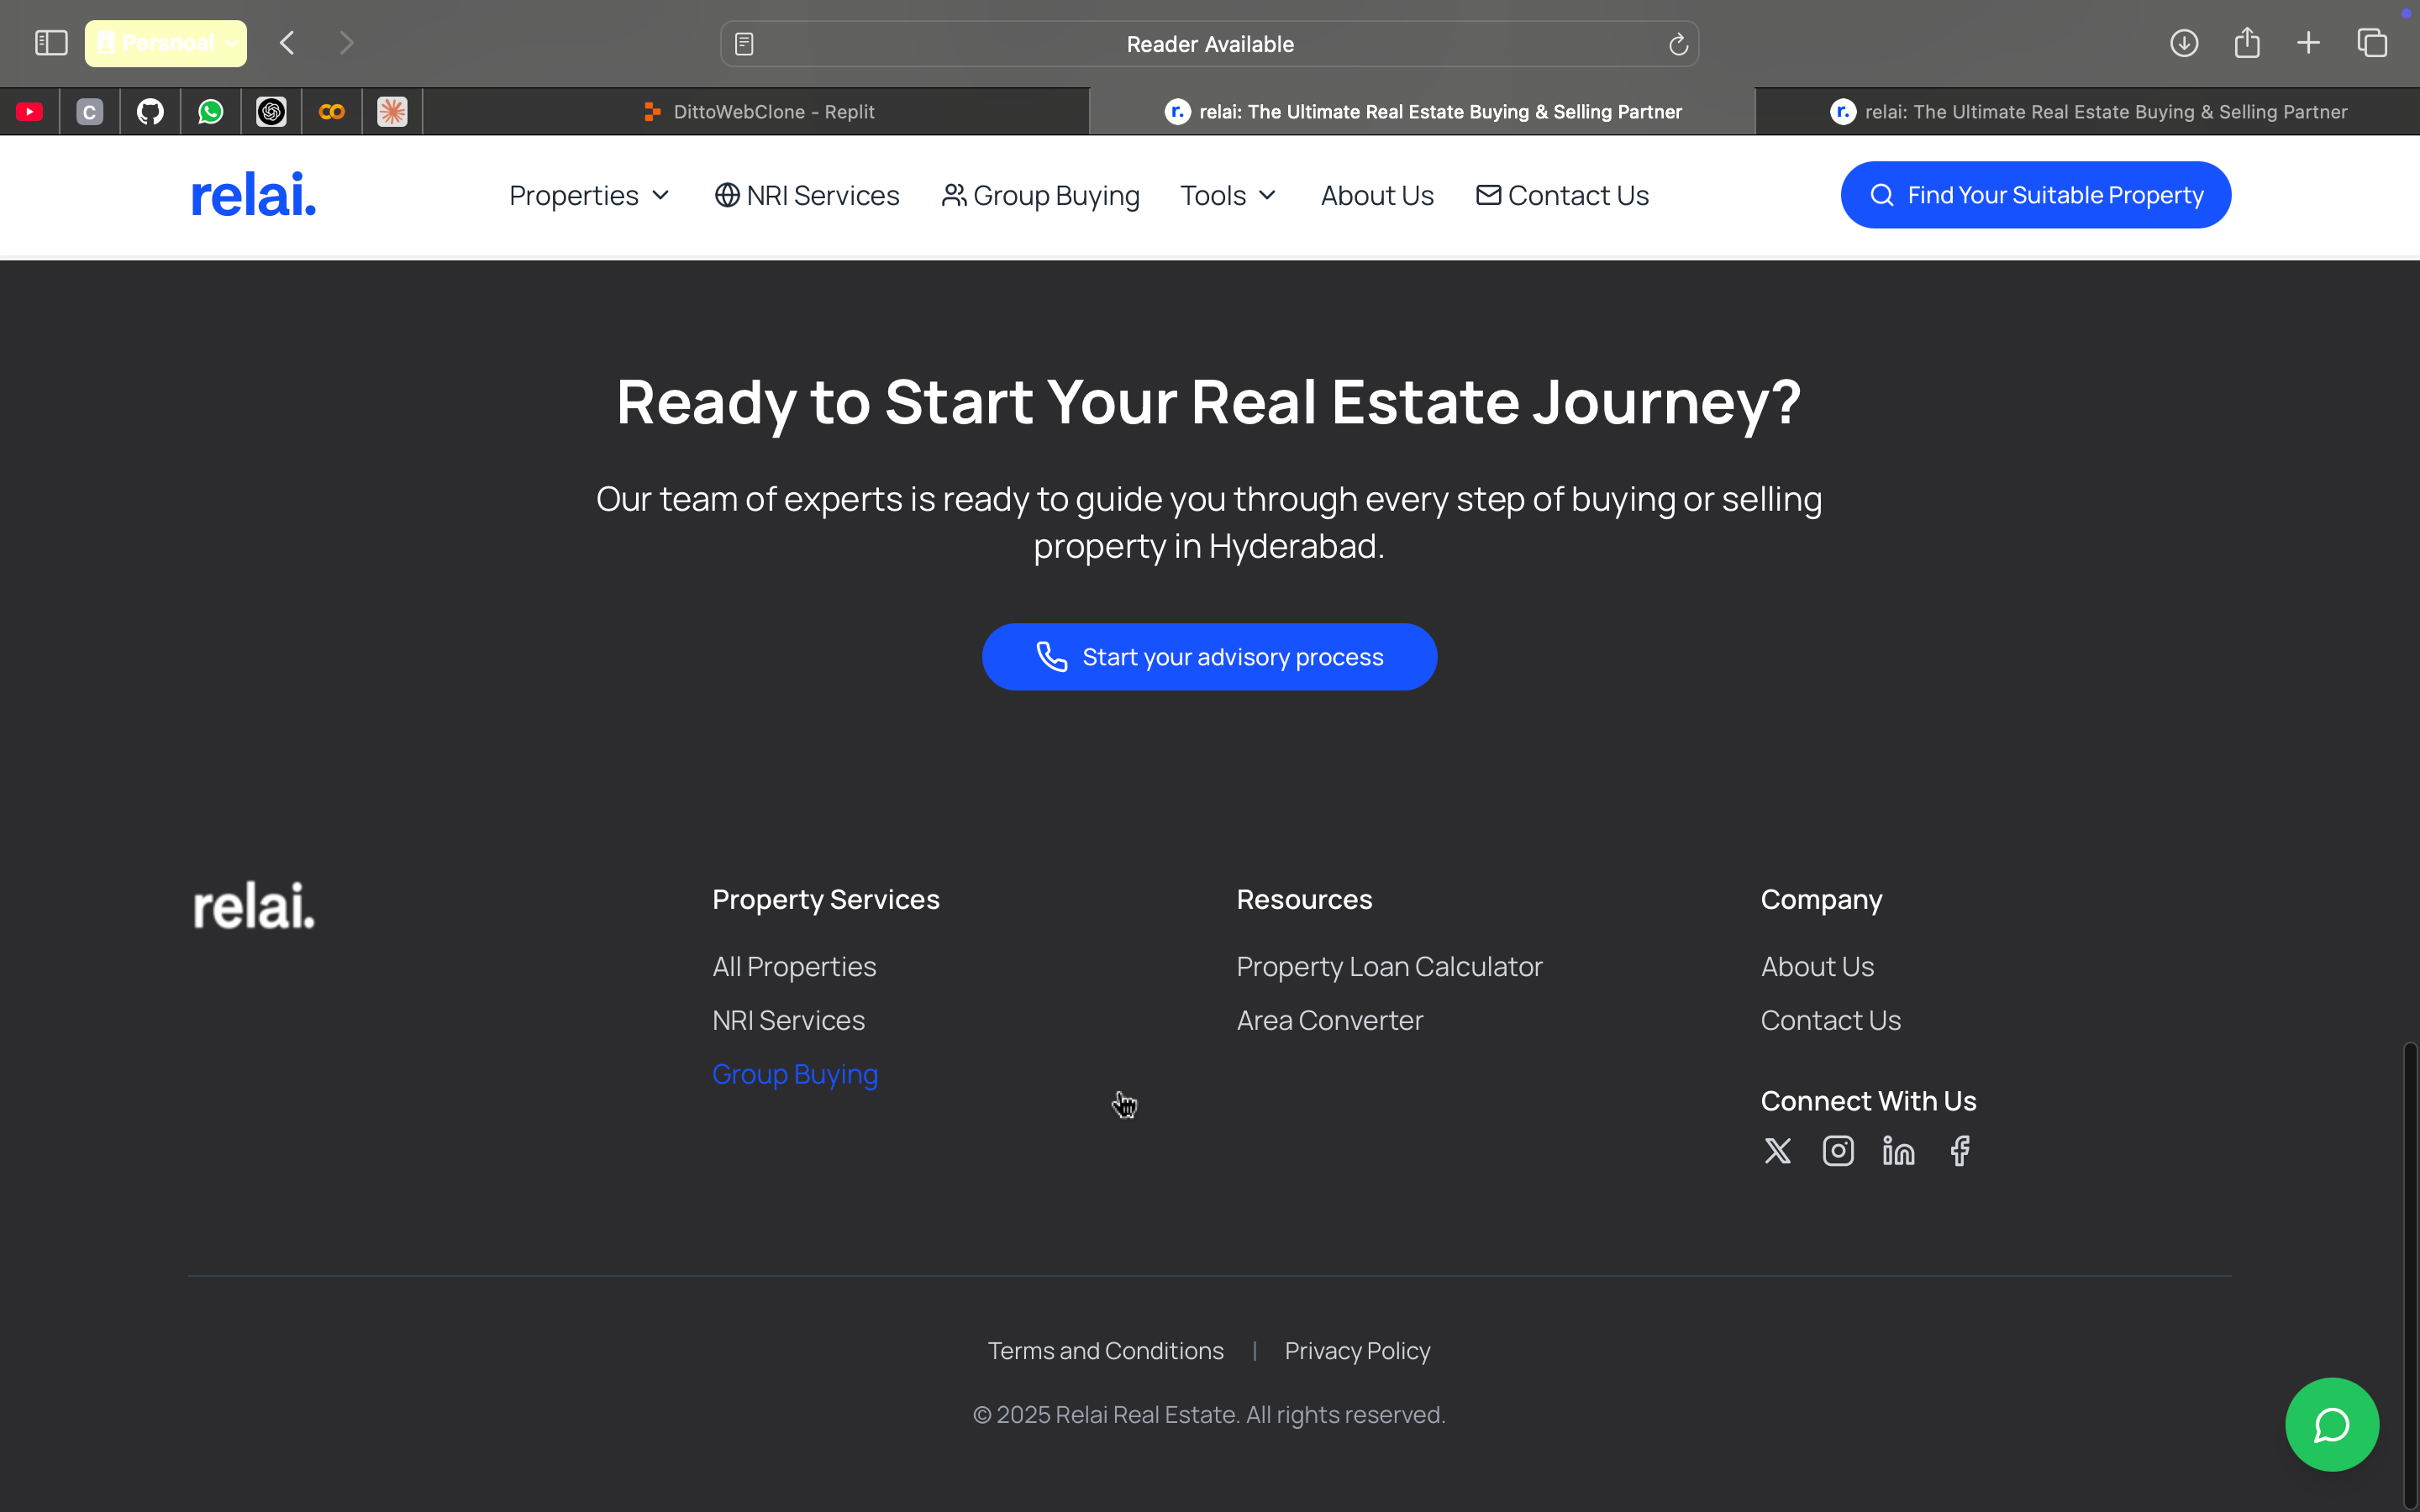 Persnoal
Reader Available
C
DittoWebClone - Replit
r. relai: The Ultimate Real Estate Buying & Selling Partner
r. relai: The Ultimate Real Estate Buying & Selling Partner
relai.
Properties
NRI Services
Group Buying
Tools
About Us
Contact Us
Find Your Suitable Property
Ready to Start Your Real Estate Journey?
Our team of experts is ready to guide you through every step of buying or selling
property in Hyderabad.
Start your advisory process
relai.
Property Services
All Properties
NRI Services
Group Buying
Resources
Property Loan Calculator
Area Converter
Company
About Us
Contact Us
Connect With Us
Terms and Conditions | Privacy Policy
© 2025 Relai Real Estate. All rights reserved.